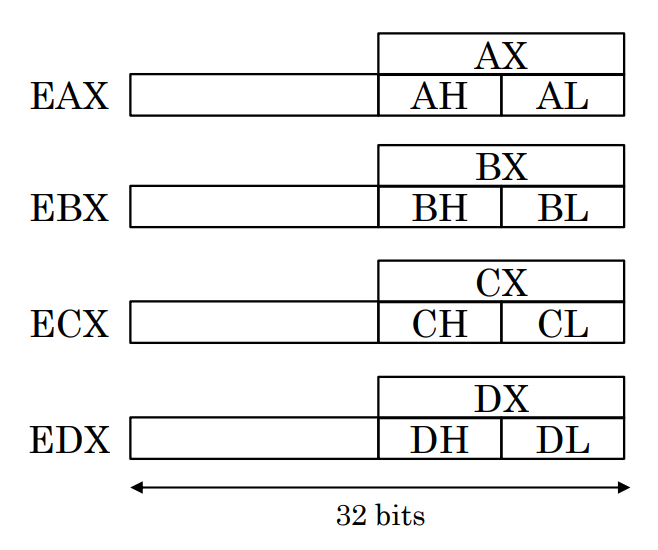 AX
EAX AH AL
BX
EBX BH BL
CX
ECX CH CL
DX
EDX DH DL
32 bits